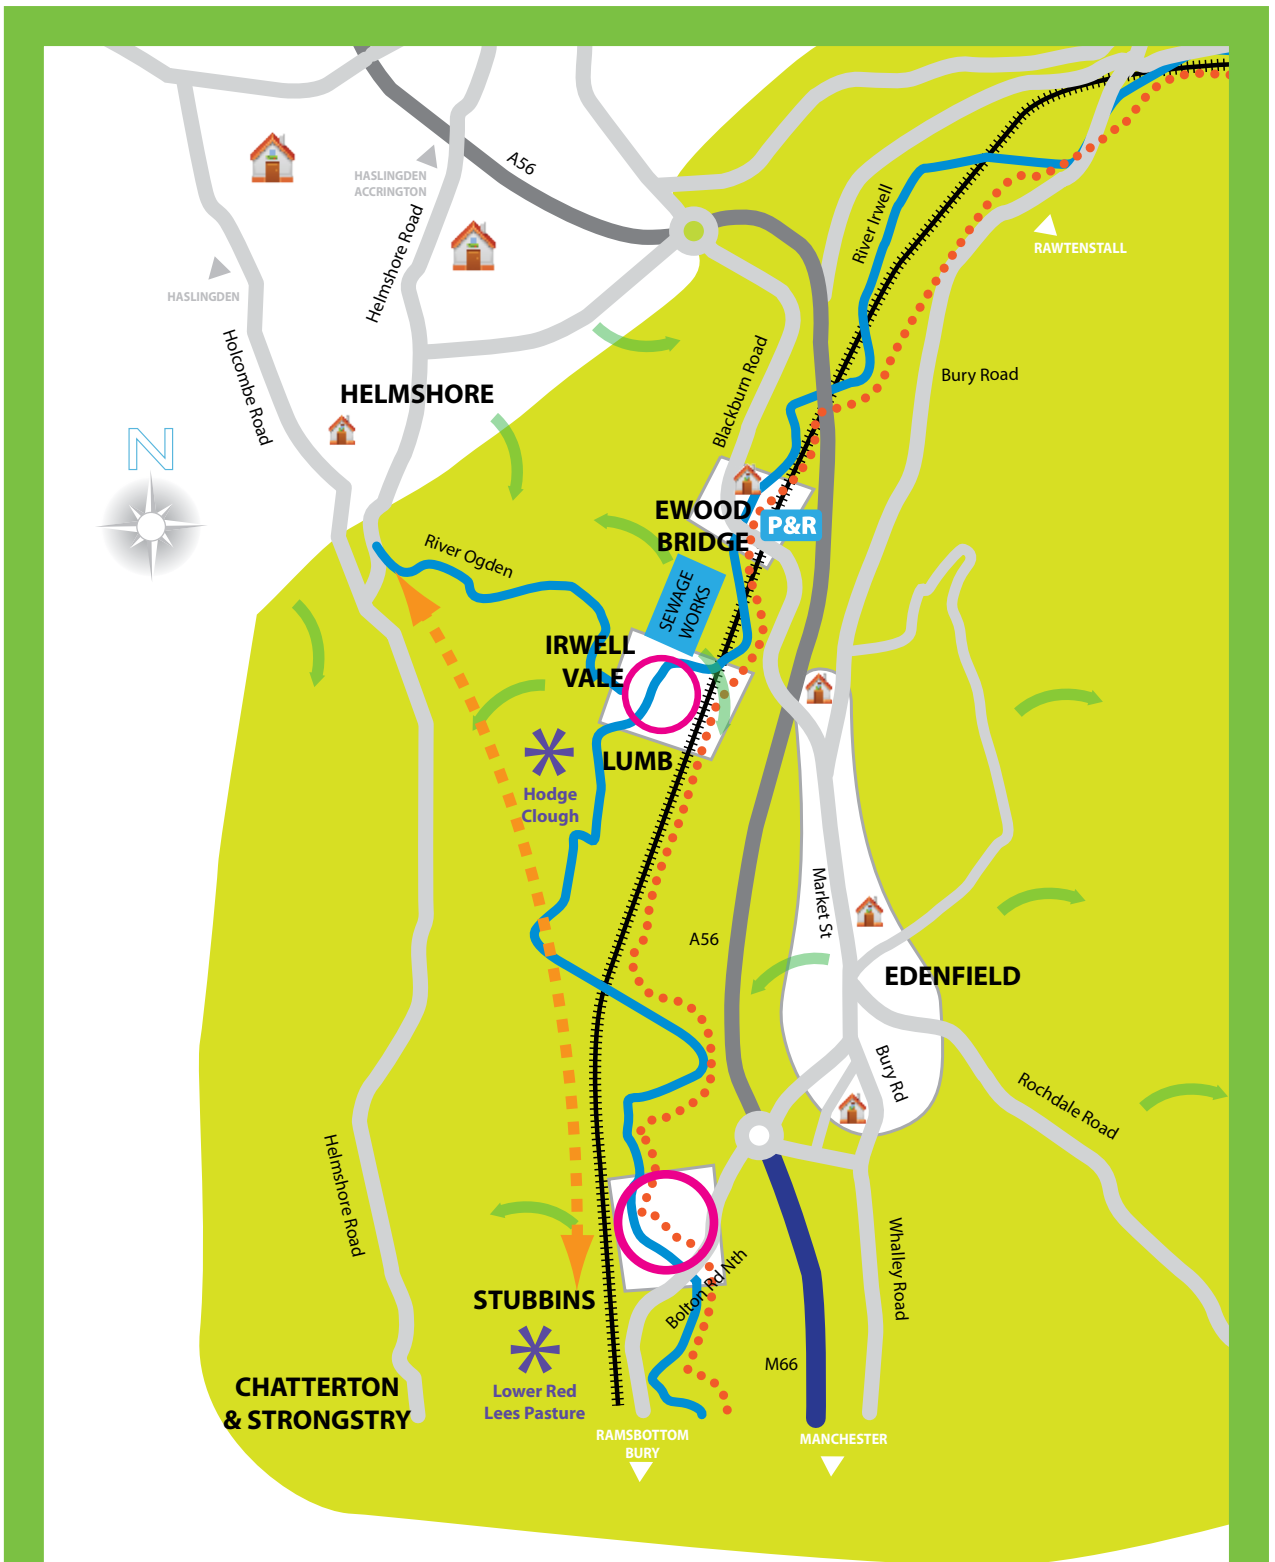 A56
HASLINGDEN
ACCRINGTON
River Irwell
RAWTENSTALL
Helmshore Road
HASLINGDEN
Holcombe Road
Blackburn Road
Bury Road
HELMSHORE
N
EWOOD
BRIDGE
P&R
River Ogden
SEWAGE
WORKS
IRWELL
VALE
LUMB
Hodge
Clough
Market St
A56
EDENFIELD
Bury Rd
Rochdale Road
Helmshore Road
Whalley Road
Bolton Rd Nth
STUBBINS
M66
Lower Red
Lees Pasture
CHATTERTON
& STRONGSTRY
RAMSBOTTOM
BURY
MANCHESTER